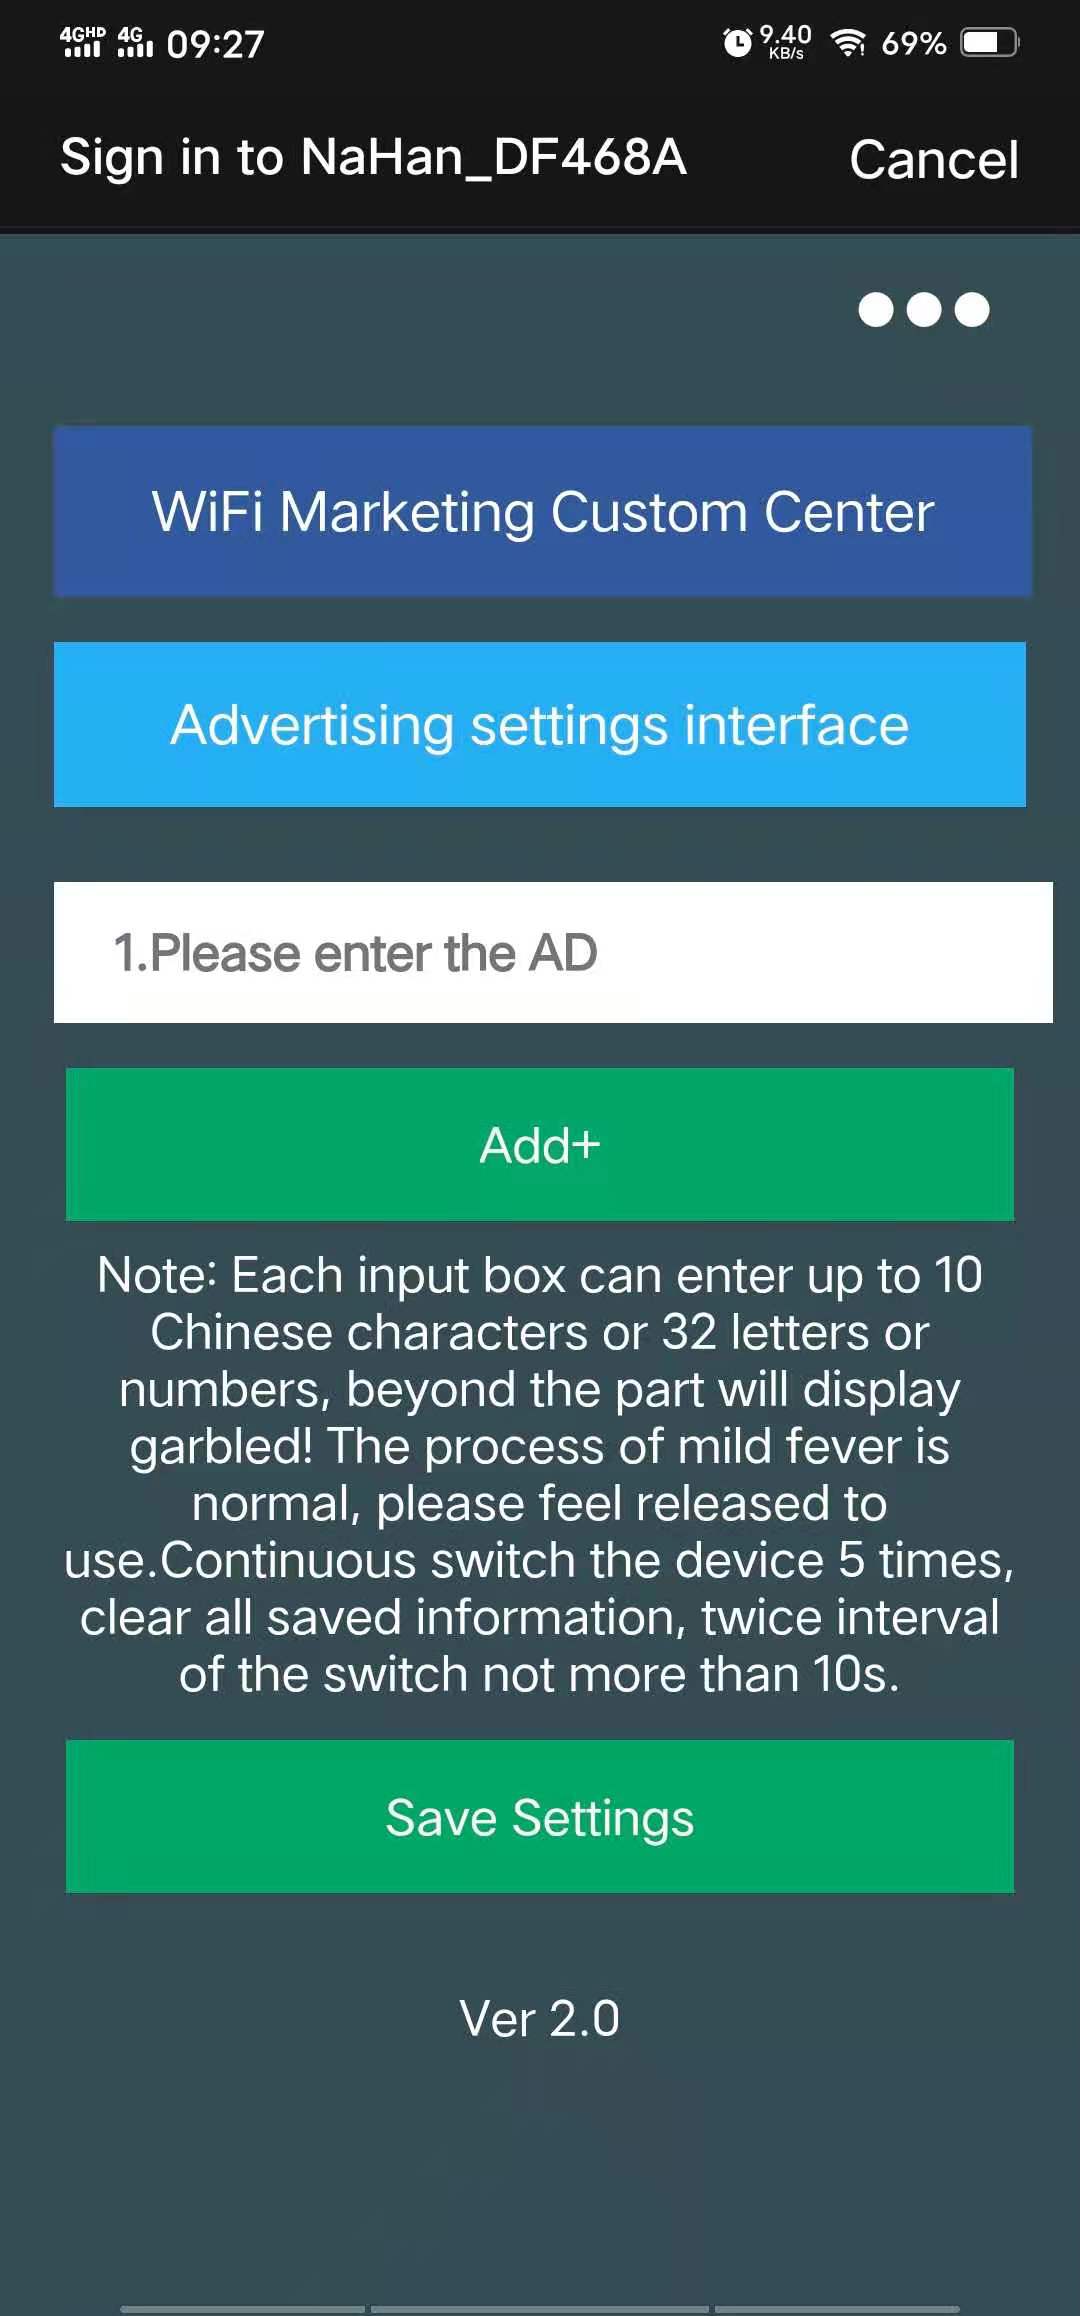 4GHD 4G 09:27 9.40 KB/s 69%
Sign in to NaHan_DF468A Cancel
WiFi Marketing Custom Center
Advertising settings interface
1.Please enter the AD
Add+
Note: Each input box can enter up to 10
Chinese characters or 32 letters or
numbers, beyond the part will display
garbled! The process of mild fever is
normal, please feel released to
use.Continuous switch the device 5 times,
clear all saved information, twice interval
of the switch not more than 10s.
Save Settings
Ver 2.0